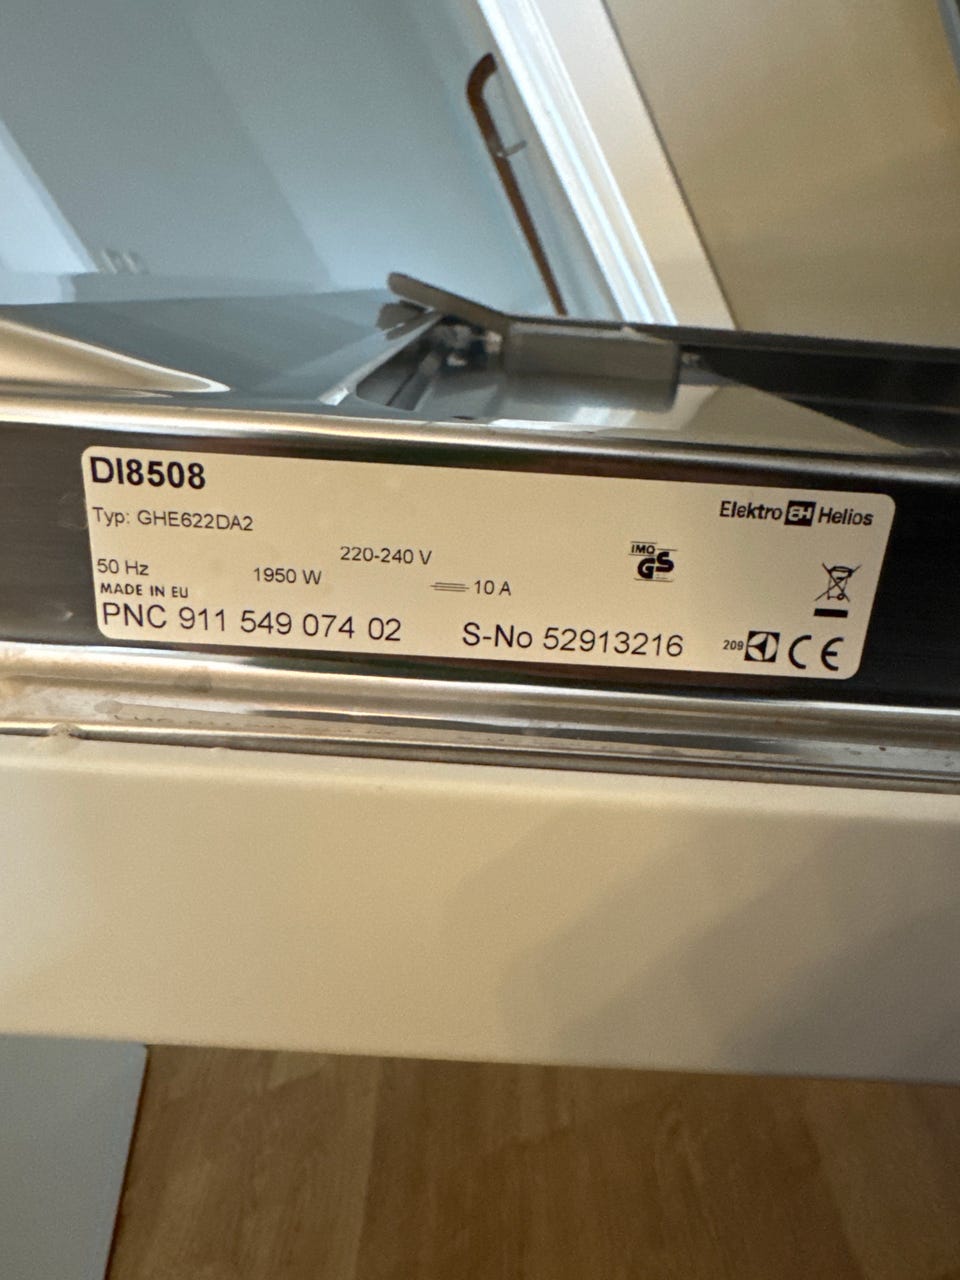 DI8508
Elektro EH Helios
Typ: GHE622DA2
IMQ
GS
220-240 V
50 Hz
1950 W
10 A
MADE IN EU
PNC 911 549 074 02
S-No 52913216
209
CE